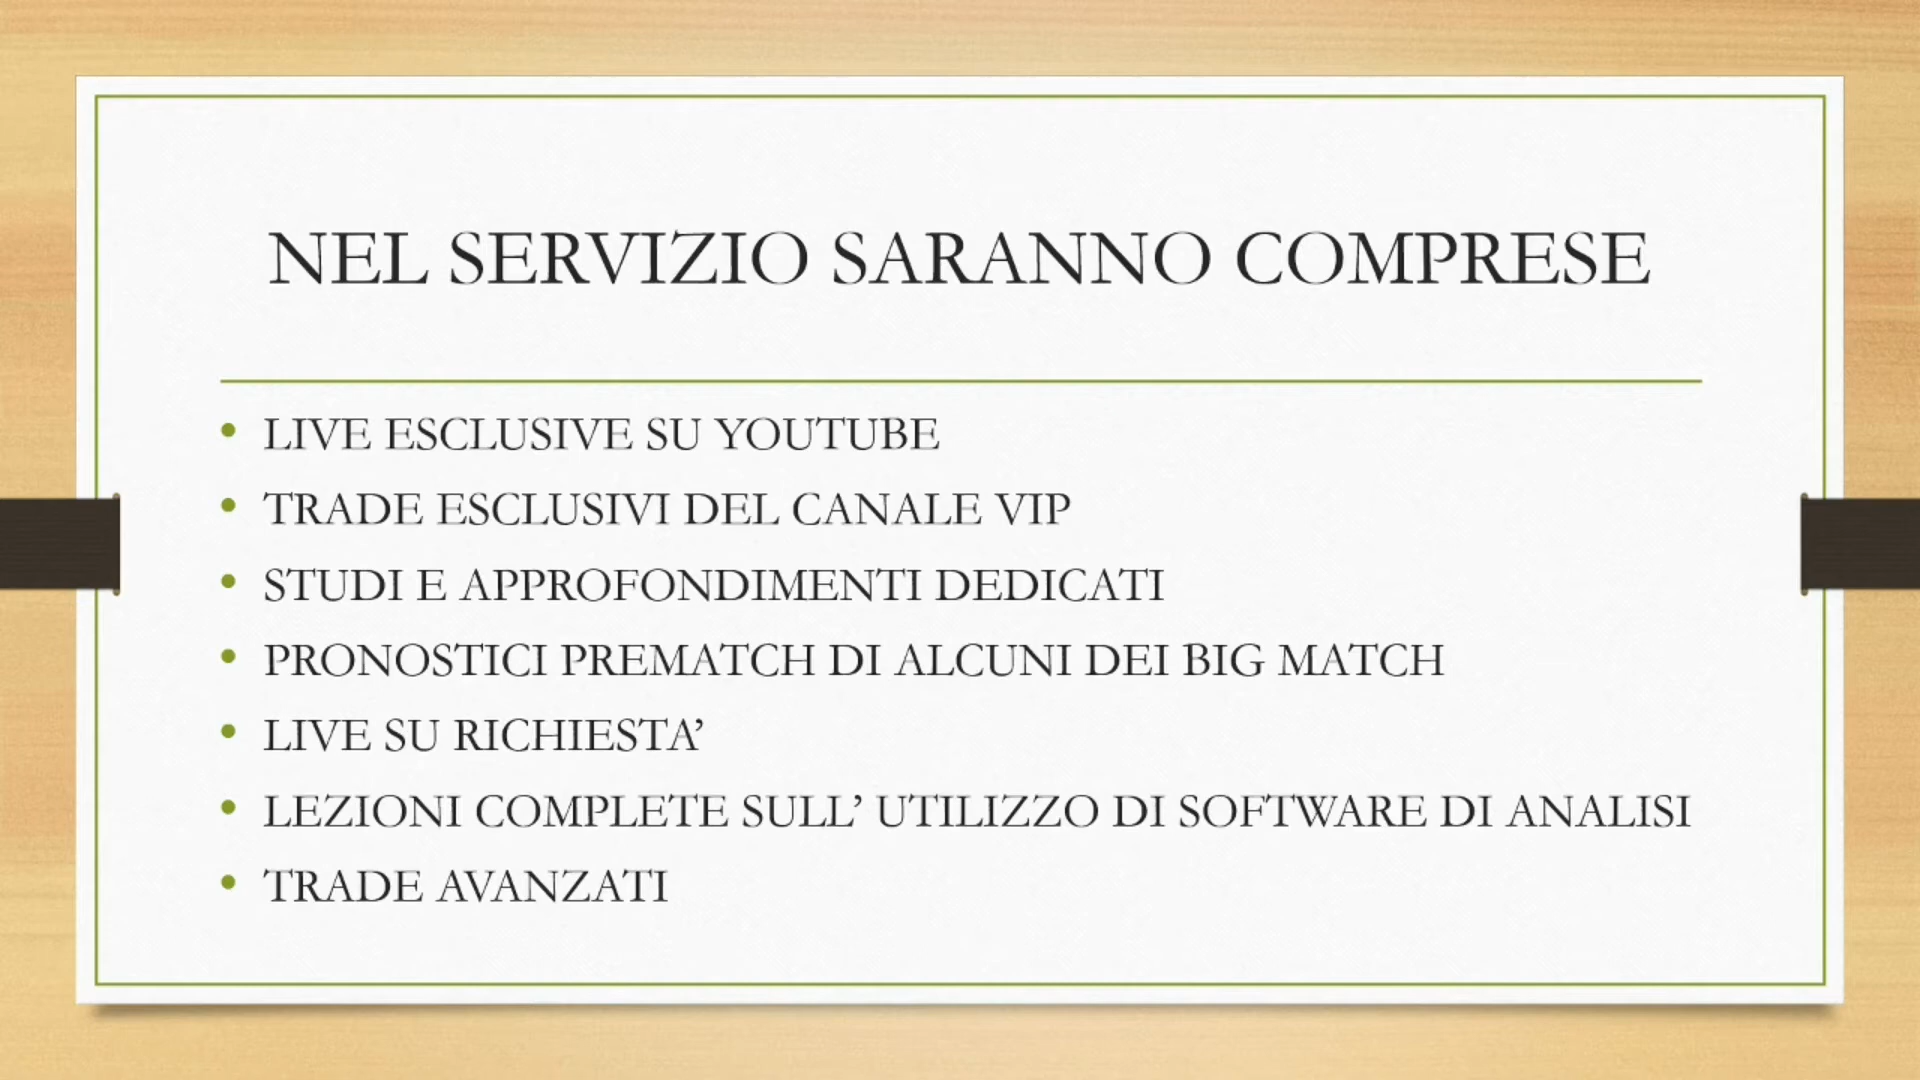 NEL SERVIZIO SARANNO COMPRESE
• LIVE ESCLUSIVE SU YOUTUBE
• TRADE ESCLUSIVI DEL CANALE VIP
• STUDI E APPROFONDIMENTI DEDICATI
• PRONOSTICI PREMATCH DI ALCUNI DEI BIG MATCH
• LIVE SU RICHIESTA’
• LEZIONI COMPLETE SULL’ UTILIZZO DI SOFTWARE DI ANALISI
• TRADE AVANZATI